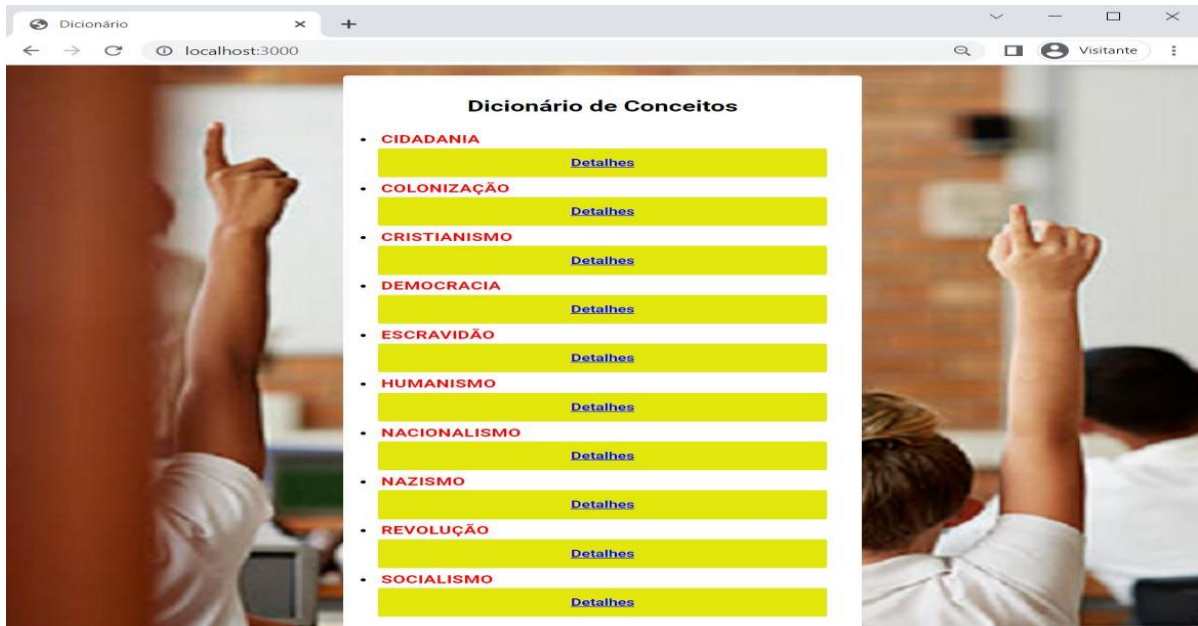 Dicionário
localhost:3000
Visitante
Dicionário de Conceitos
CIDADANIA
Detalhes
COLONIZAÇÃO
Detalhes
CRISTIANISMO
Detalhes
DEMOCRACIA
Detalhes
ESCRAVIDÃO
Detalhes
HUMANISMO
Detalhes
NACIONALISMO
Detalhes
NAZISMO
Detalhes
REVOLUÇÃO
Detalhes
SOCIALISMO
Detalhes